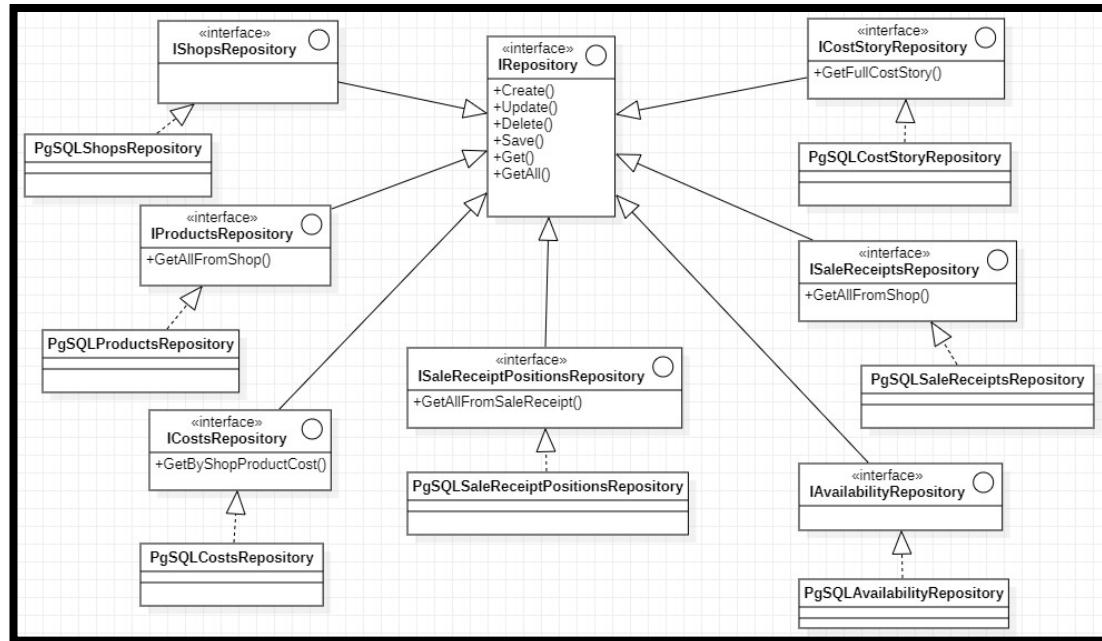 «interface»
IShopsRepository
«interface»
IRepository
+Create()
+Update()
+Delete()
+Save()
+Get()
+GetAll()
«interface»
ICostStoryRepository
+GetFullCostStory()
PgSQLShopsRepository
PgSQLCostStoryRepository
«interface»
IProductsRepository
+GetAllFromShop()
«interface»
ISaleReceiptsRepository
+GetAllFromShop()
PgSQLProductsRepository
«interface»
ISaleReceiptPositionsRepository
+GetAllFromSaleReceipt()
PgSQLSaleReceiptsRepository
«interface»
ICostsRepository
+GetByShopProductCost()
PgSQLSaleReceiptPositionsRepository
«interface»
IAvailabilityRepository
PgSQLCostsRepository
PgSQLAvailabilityRepository